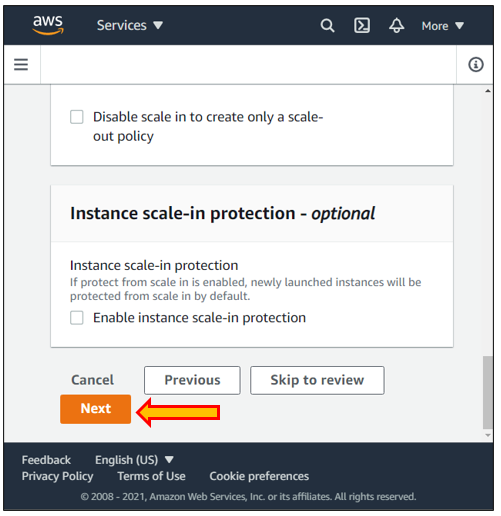 aws
Services
More
Disable scale in to create only a scale-
out policy
Instance scale-in protection - optional
Instance scale-in protection
If protect from scale in is enabled, newly launched instances will be
protected from scale in by default.
Enable instance scale-in protection
Cancel
Previous
Skip to review
Next
Feedback
English (US)
Privacy Policy
Terms of Use
Cookie preferences
© 2008 - 2021, Amazon Web Services, Inc. or its affiliates. All rights reserved.